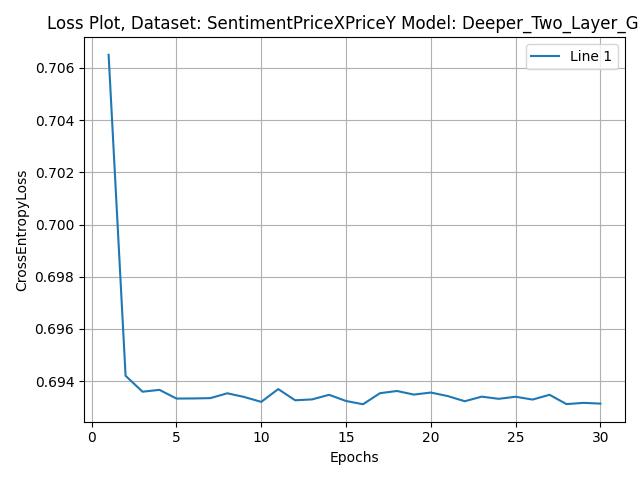 Loss Plot, Dataset: SentimentPriceXPriceY Model: Deeper_Two_Layer_G
Line 1
0.706
0.704
0.702
0.700
0.698
0.696
0.694
CrossEntropyLoss
0 5 10 15 20 25 30
Epochs